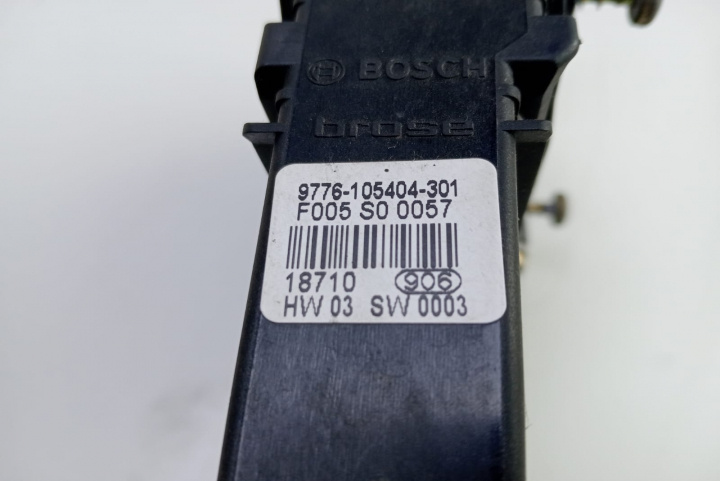 BOSCH
brose
9776-105404-301
F005 S0 0057
18710 906
HW 03 SW 0003